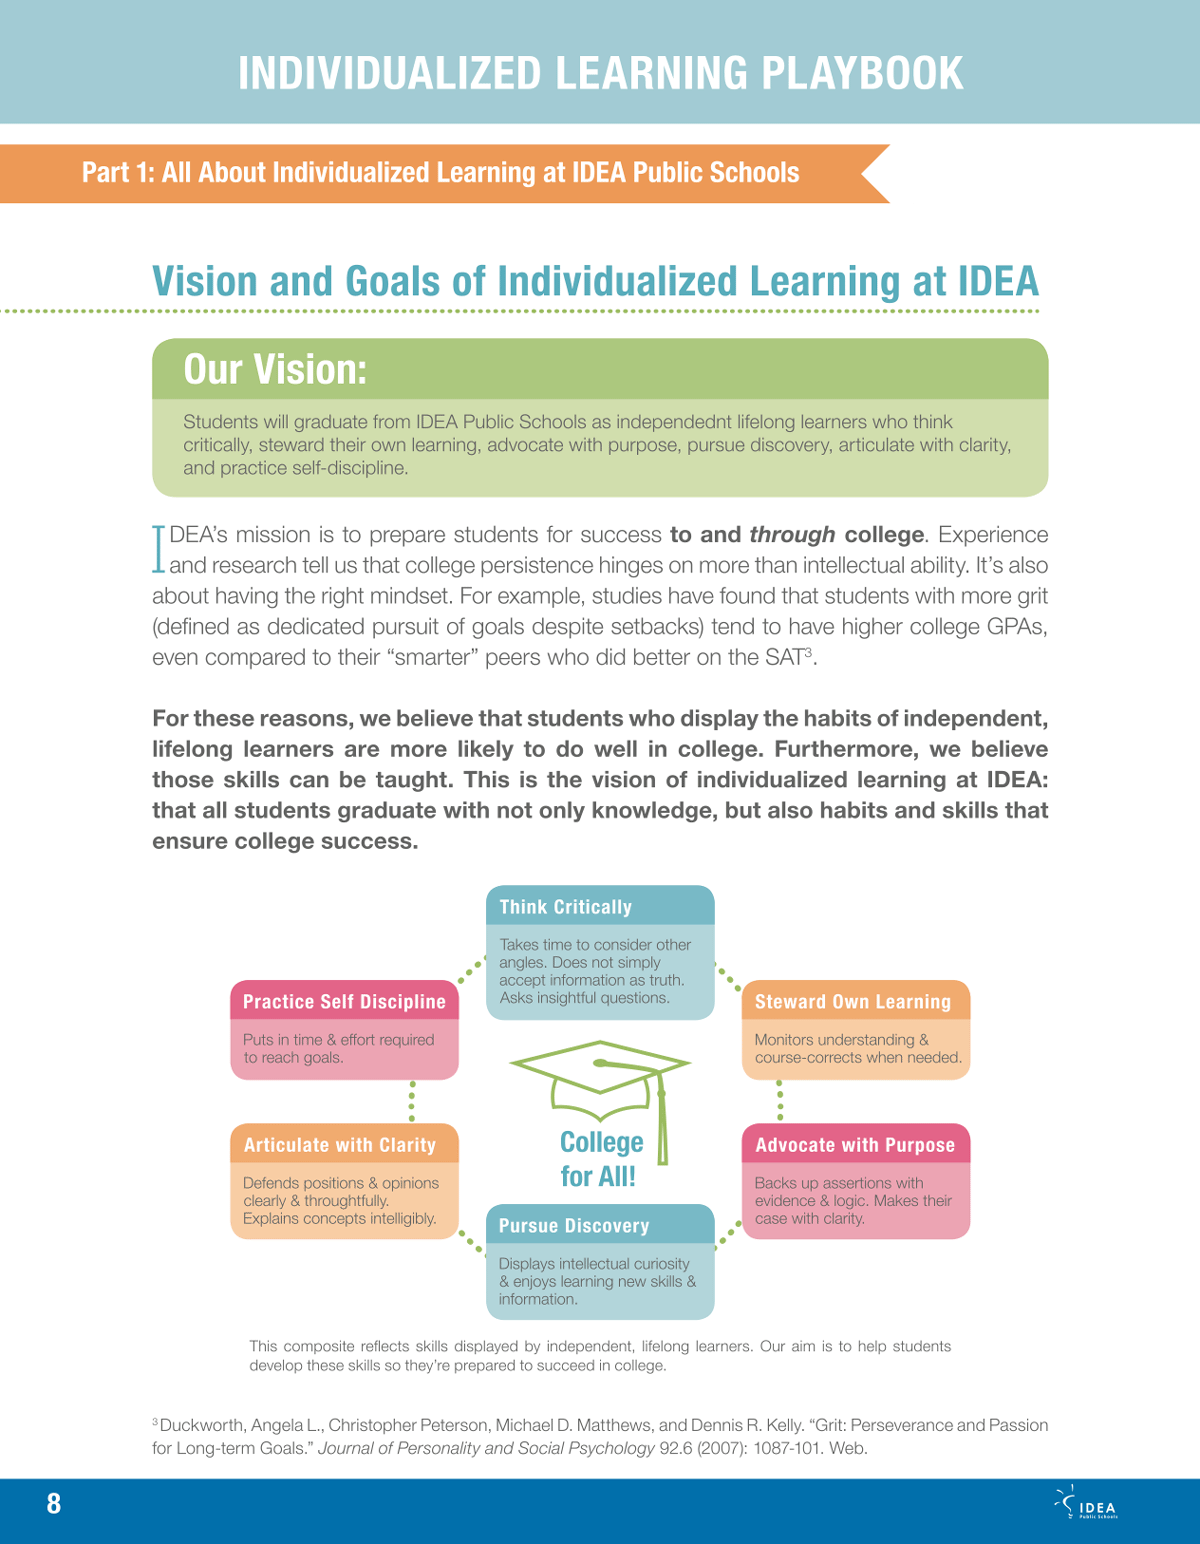 INDIVIDUALIZED LEARNING PLAYBOOK
Part 1: All About Individualized Learning at IDEA Public Schools
Vision and Goals of Individualized Learning at IDEA
Our Vision:
Students will graduate from IDEA Public Schools as independednt lifelong learners who think
critically, steward their own learning, advocate with purpose, pursue discovery, articulate with clarity,
and practice self-discipline.
IDEA’s mission is to prepare students for success to and through college. Experience
and research tell us that college persistence hinges on more than intellectual ability. It’s also
about having the right mindset. For example, studies have found that students with more grit
(defined as dedicated pursuit of goals despite setbacks) tend to have higher college GPAs,
even compared to their “smarter” peers who did better on the SAT3.
For these reasons, we believe that students who display the habits of independent,
lifelong learners are more likely to do well in college. Furthermore, we believe
those skills can be taught. This is the vision of individualized learning at IDEA:
that all students graduate with not only knowledge, but also habits and skills that
ensure college success.
Think Critically
Takes time to consider other
angles. Does not simply
accept information as truth.
Asks insightful questions.
Practice Self Discipline
Puts in time & effort required
to reach goals.
Steward Own Learning
Monitors understanding &
course-corrects when needed.
Articulate with Clarity
Defends positions & opinions
clearly & throughtfully.
Explains concepts intelligibly.
College
for All!
Advocate with Purpose
Backs up assertions with
evidence & logic. Makes their
case with clarity.
Pursue Discovery
Displays intellectual curiosity
& enjoys learning new skills &
information.
This composite reflects skills displayed by independent, lifelong learners. Our aim is to help students
develop these skills so they’re prepared to succeed in college.
3 Duckworth, Angela L., Christopher Peterson, Michael D. Matthews, and Dennis R. Kelly. “Grit: Perseverance and Passion
for Long-term Goals.” Journal of Personality and Social Psychology 92.6 (2007): 1087-101. Web.
8
IDEA
Public Schools